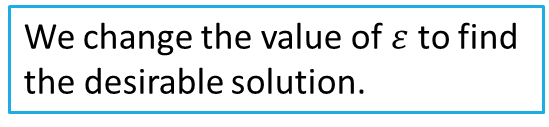 We change the value of ε to find
the desirable solution.